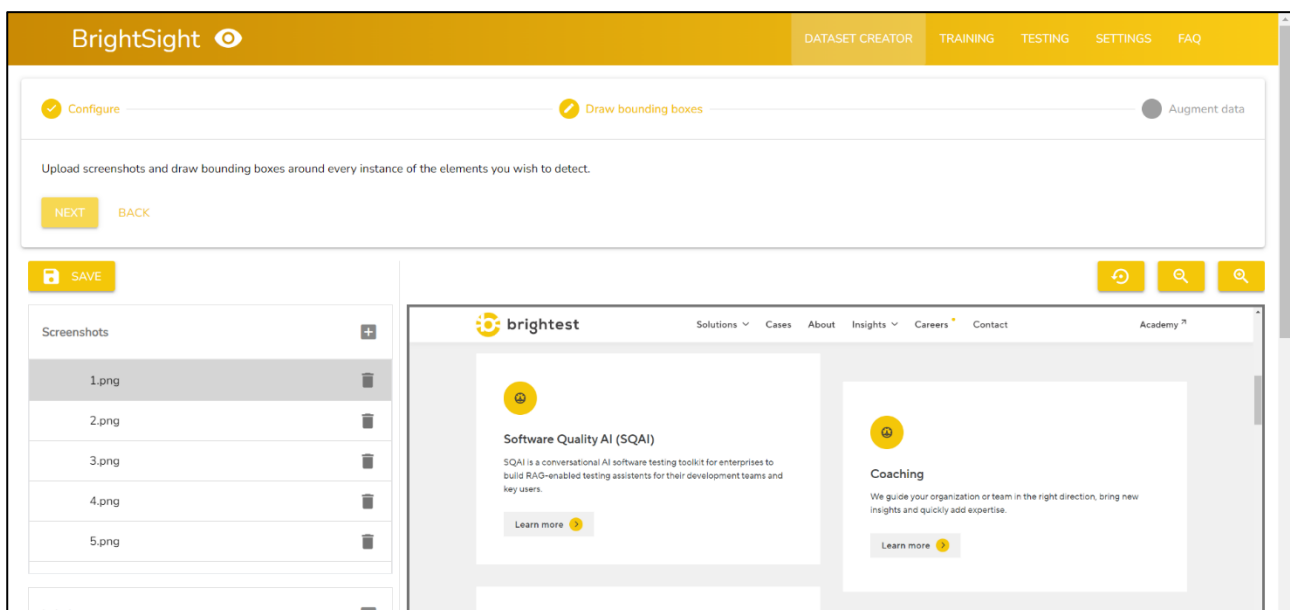 BrightSight
DATASET CREATOR TRAINING TESTING SETTINGS FAQ
Configure
Draw bounding boxes
Augment data
Upload screenshots and draw bounding boxes around every instance of the elements you wish to detect.
NEXT BACK
SAVE
Screenshots
1.png
2.png
3.png
4.png
5.png
brightest
Solutions Cases About Insights Careers Contact Academy
Software Quality AI (SQAI)
SQAI is a conversational AI software testing toolkit for enterprises to
build RAG-enabled testing assistents for their development teams and
key users.
Learn more
Coaching
We guide your organization or team in the right direction, bring new
insights and quickly add expertise.
Learn more